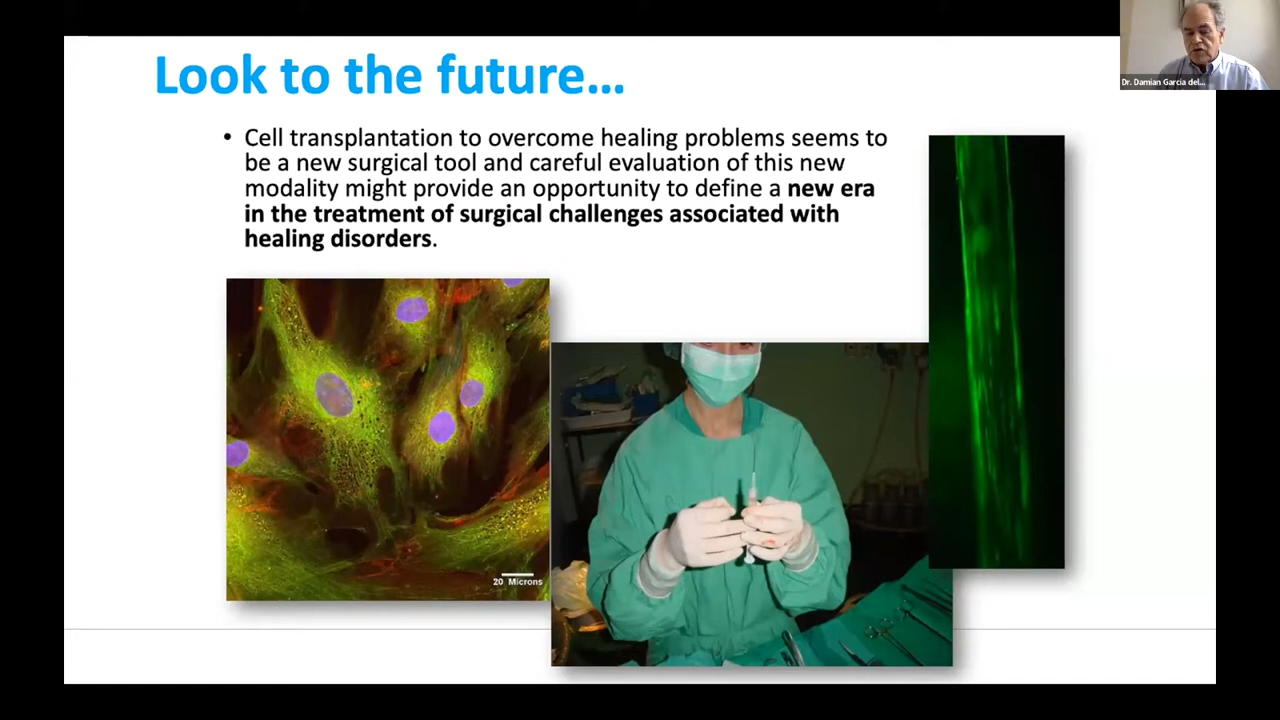 Look to the future...
• Cell transplantation to overcome healing problems seems to
be a new surgical tool and careful evaluation of this new
modality might provide an opportunity to define a new era
in the treatment of surgical challenges associated with
healing disorders.
20 Microns
Dr. Damian García del...